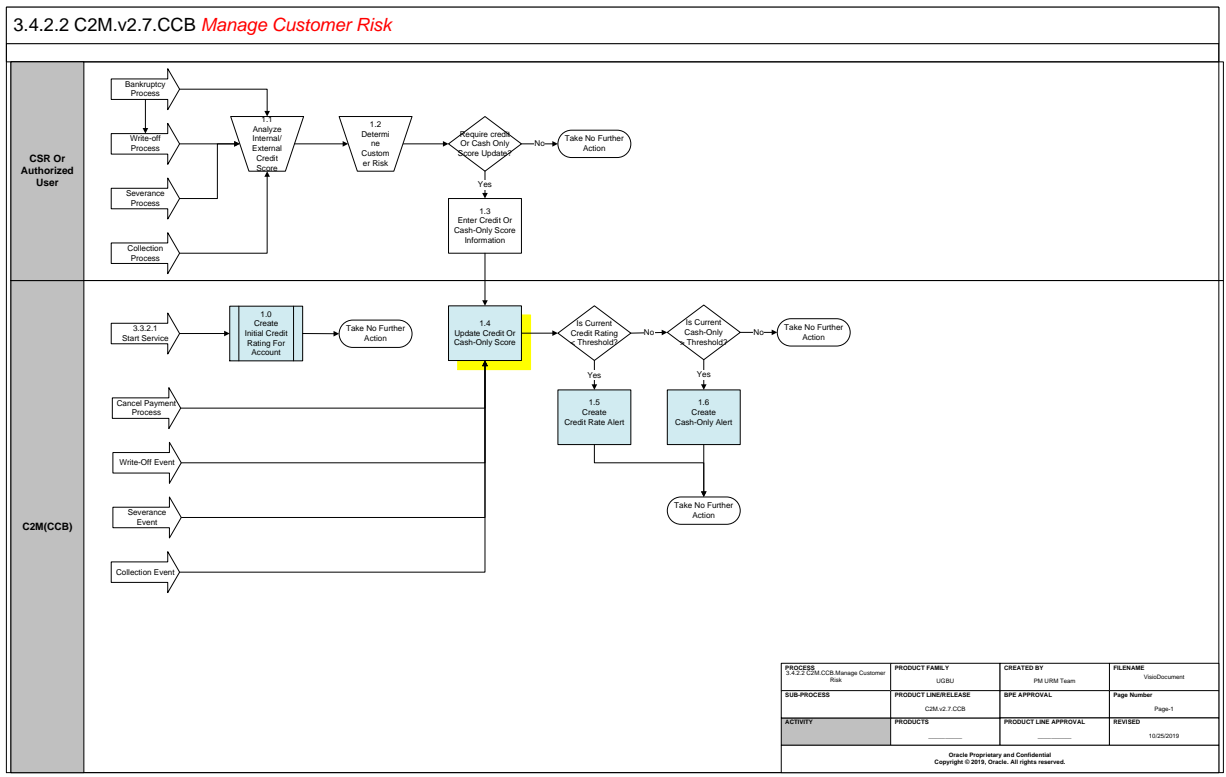 3.4.2.2 C2M.v2.7.CCB Manage Customer Risk
CSR Or
Authorized
User
Bankruptcy
Process
Write-off
Process
Severance
Process
Collection
Process
1.1
Analyze
Internal/
External
Credit
Score
1.2
Determi
ne
Custom
er Risk
Require credit
Or Cash Only
Score Update?
No
Take No Further
Action
Yes
1.3
Enter Credit Or
Cash-Only Score
Information
C2M(CCB)
3.3.2.1
Start Service
1.0
Create
Initial Credit
Rating For
Account
Take No Further
Action
1.4
Update Credit Or
Cash-Only Score
Is Current
Credit Rating
< Threshold?
No
Is Current
Cash-Only
> Threshold?
No
Take No Further
Action
Yes
Yes
1.5
Create
Credit Rate Alert
1.6
Create
Cash-Only Alert
Take No Further
Action
Cancel Payment
Process
Write-Off Event
Severance
Event
Collection Event
PROCESS
3.4.2.2 C2M.CCB.Manage Customer
Risk
PRODUCT FAMILY
UGBU
CREATED BY
PM URM Team
FILENAME
VisioDocument
SUB-PROCESS
PRODUCT LINE/RELEASE
C2M.v2.7.CCB
BPE APPROVAL
Page Number
Page-1
ACTIVITY
PRODUCTS
PRODUCT LINE APPROVAL
REVISED
10/25/2019
Oracle Proprietary and Confidential
Copyright © 2019, Oracle. All rights reserved.